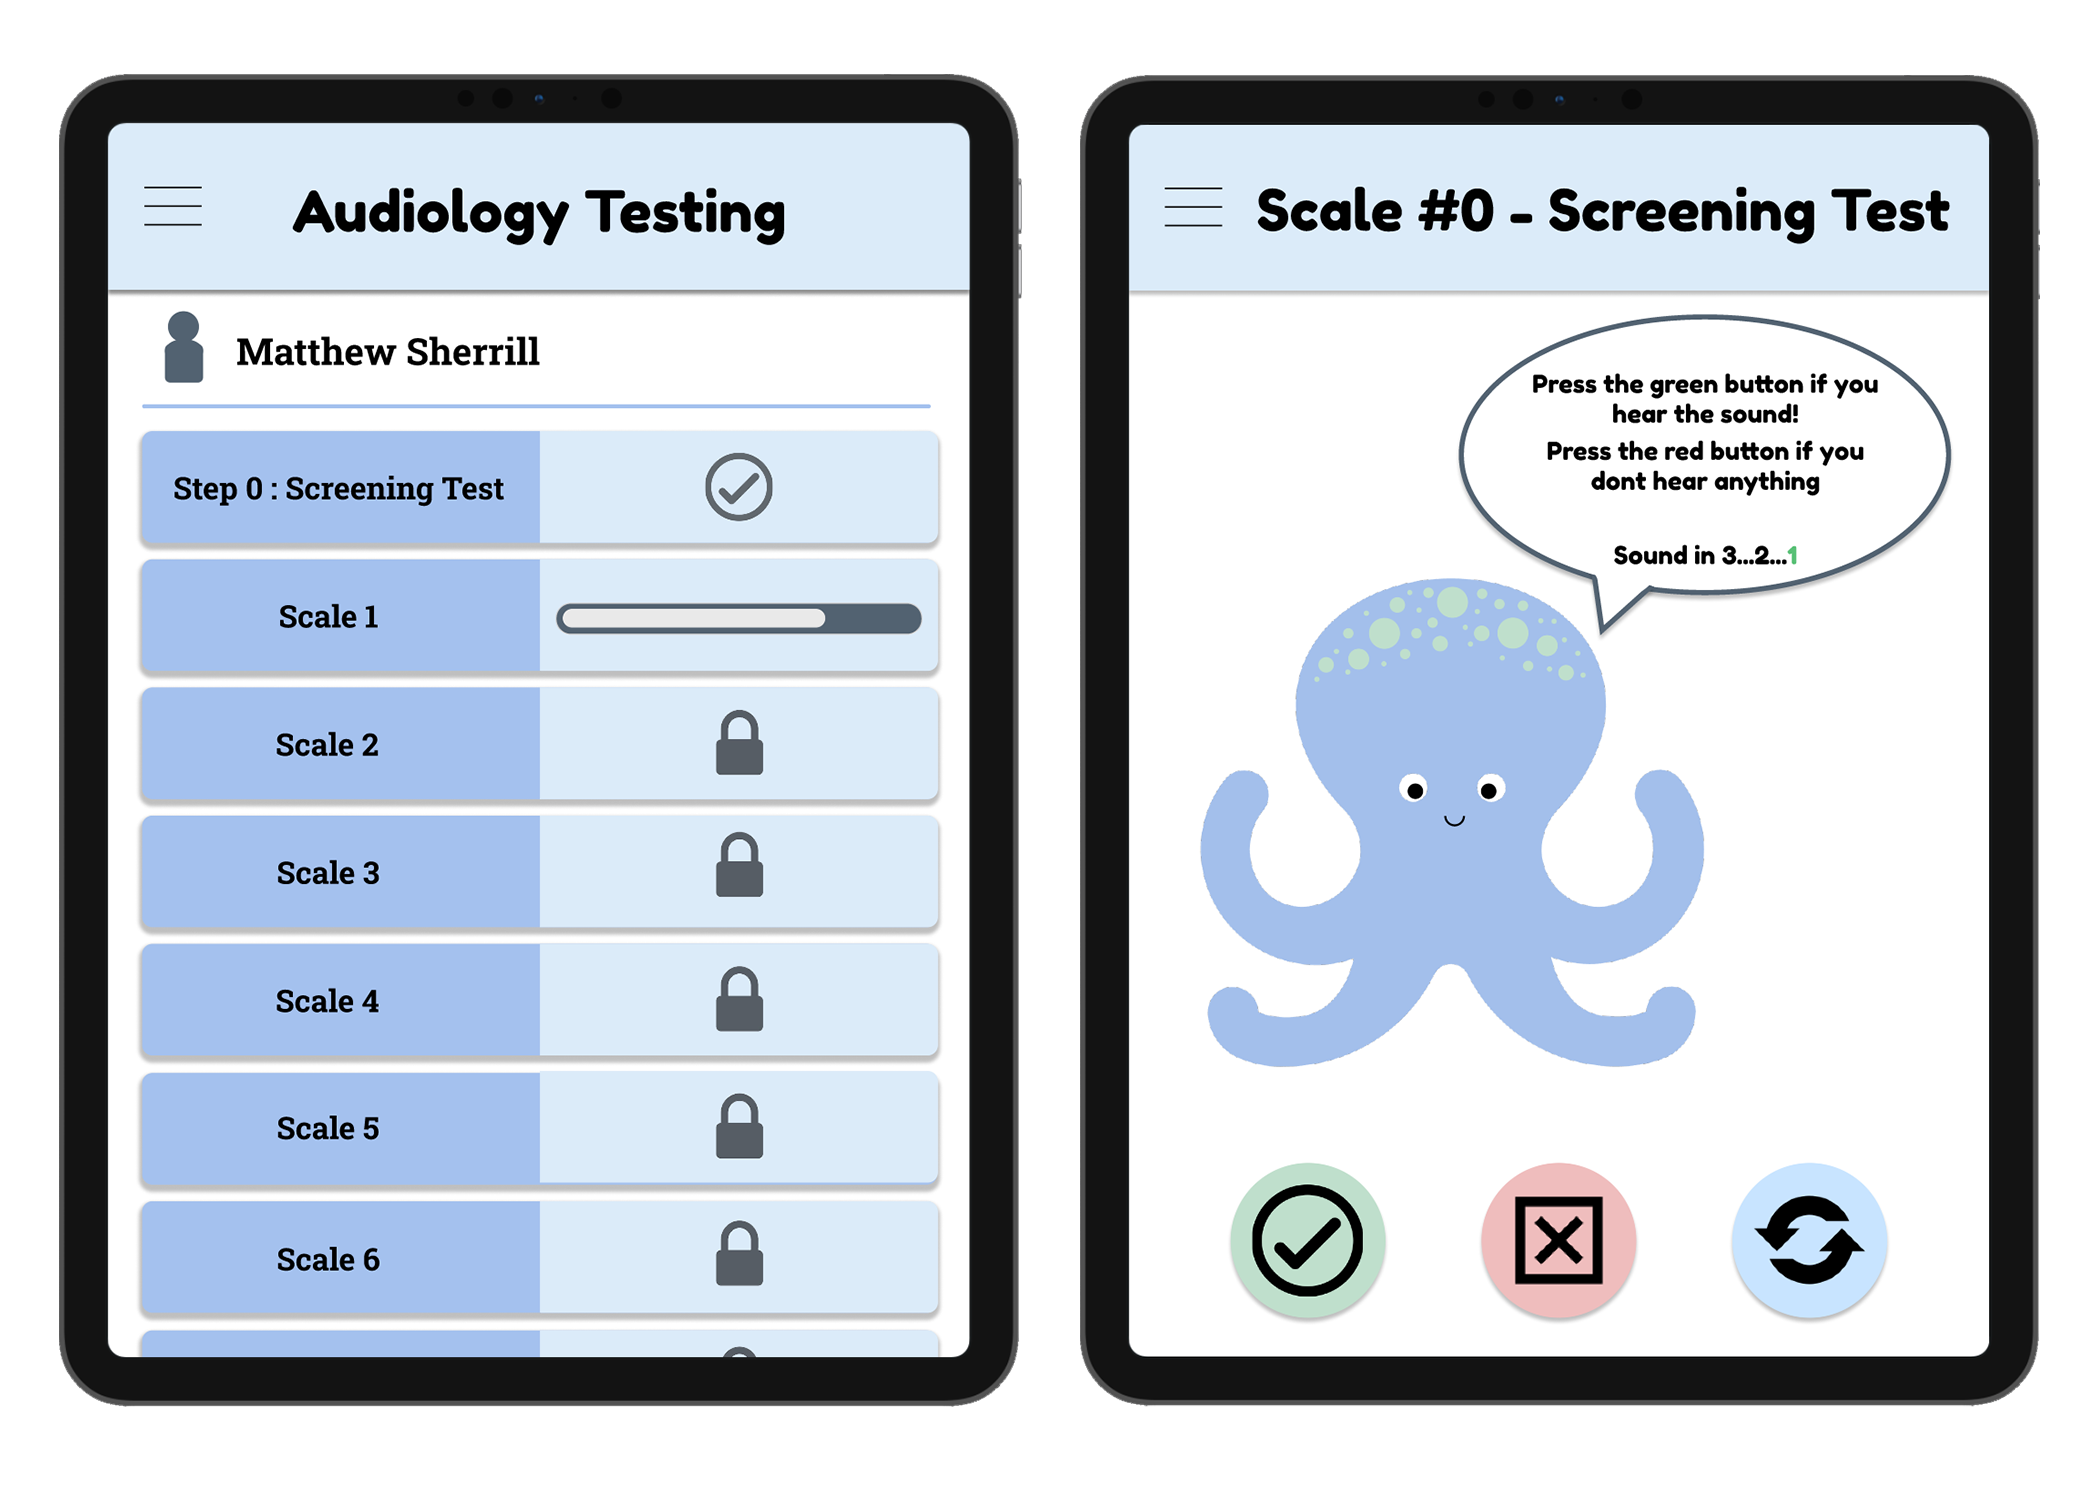 Audiology Testing
Matthew Sherrill
Step 0 : Screening Test
Scale 1
Scale 2
Scale 3
Scale 4
Scale 5
Scale 6
Scale #0 - Screening Test
Press the green button if you
hear the sound!
Press the red button if you
dont hear anything
Sound in 3...2...1